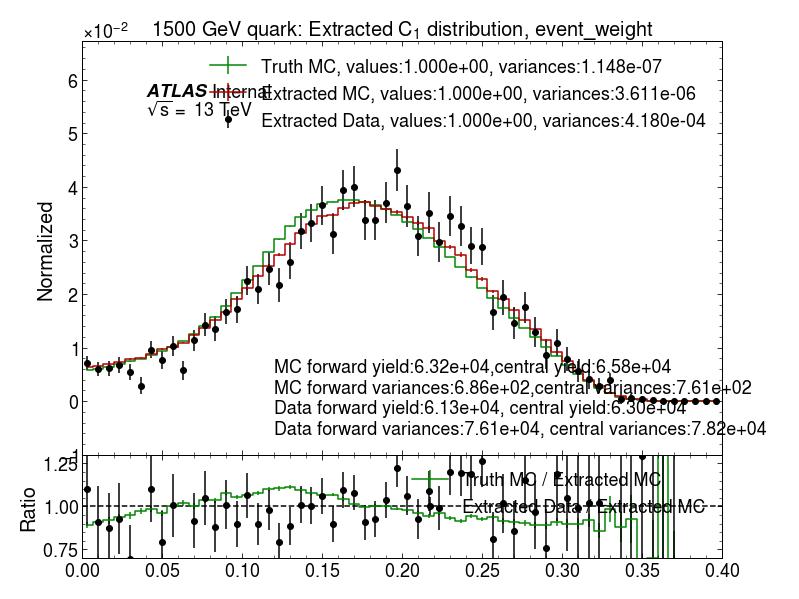 ×10⁻² 1500 GeV quark: Extracted C₁ distribution, event_weight
Truth MC, values:1.000e+00, variances:1.148e-07
ATLAS Internal
Extracted MC, values:1.000e+00, variances:3.611e-06
√s = 13 TeV
Extracted Data, values:1.000e+00, variances:4.180e-04
6
5
4
3
2
1
0
Normalized
MC forward yield:6.32e+04,central yield:6.58e+04
MC forward variances:6.86e+02,central variances:7.61e+02
Data forward yield:6.13e+04, central yield:6.30e+04
Data forward variances:7.61e+04, central variances:7.82e+04
1.25
1.00
0.75
Ratio
Truth MC / Extracted MC
Extracted Data / Extracted MC
0.00 0.05 0.10 0.15 0.20 0.25 0.30 0.35 0.40